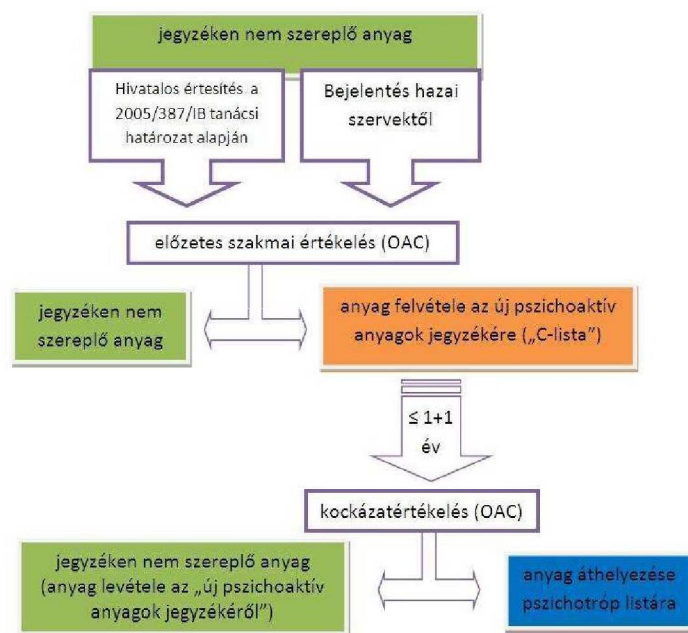 jegyzéken nem szereplő anyag
Hivatalos értesítés a
2005/387/IB tanácsi
határozat alapján
Bejelentés hazai
szervektől
előzetes szakmai értékelés (OAC)
jegyzéken nem
szereplő anyag
anyag felvétele az új pszichoaktív
anyagok jegyzékére („C-lista”)
≤ 1+1
év
kockázatértékelés (OAC)
jegyzéken nem szereplő anyag
(anyag levétele az „új pszichoaktív
anyagok jegyzékéről”)
anyag áthelyezése
pszichotróp listára